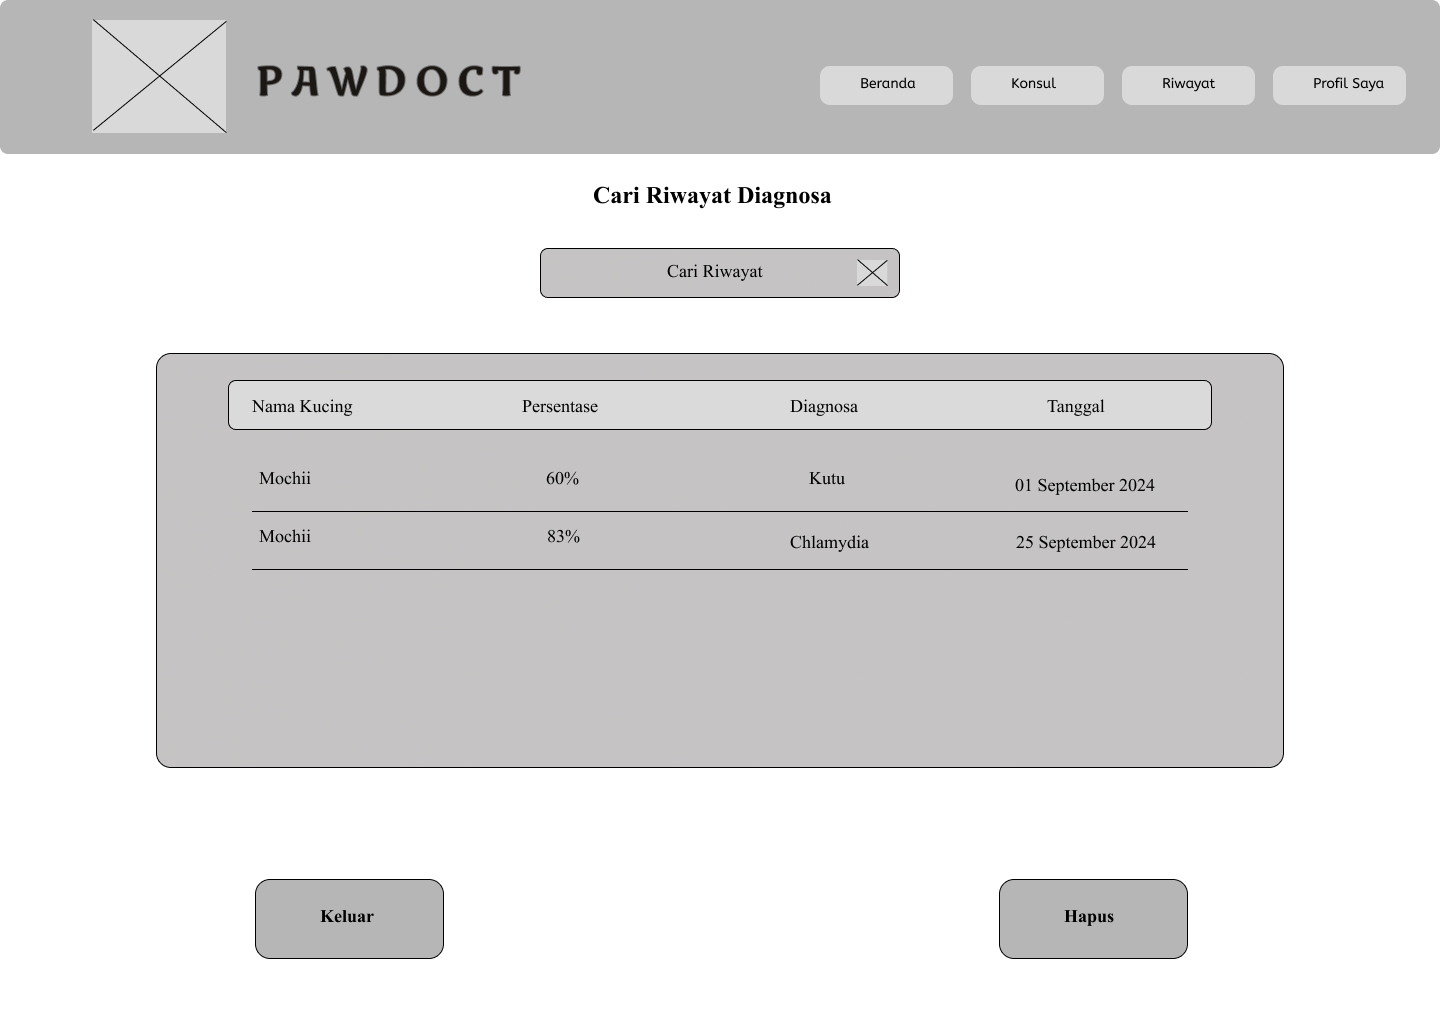 PAWDOCT
Beranda Konsul Riwayat Profil Saya
Cari Riwayat Diagnosa
Cari Riwayat
Nama Kucing Persentase Diagnosa Tanggal
Mochii 60% Kutu 01 September 2024
Mochii 83% Chlamydia 25 September 2024
Keluar Hapus